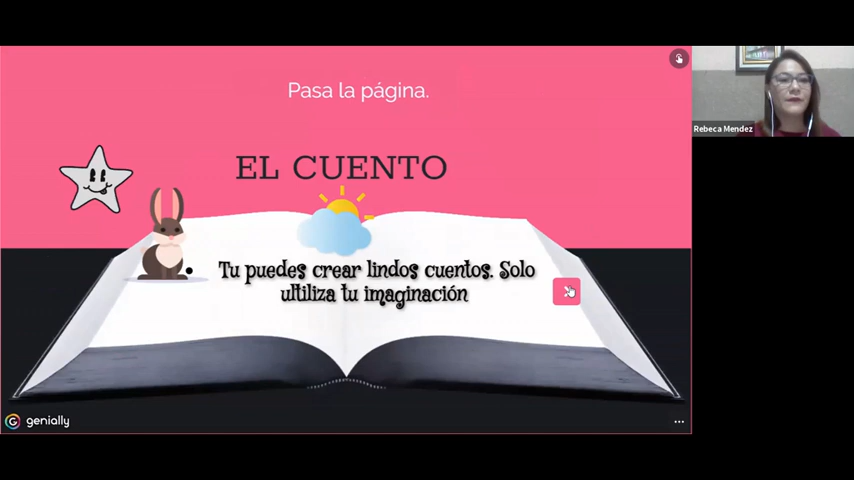 Pasa la página.
EL CUENTO
Tu puedes crear lindos cuentos. Solo
ultiliza tu imaginación
Rebeca Mendez
genially